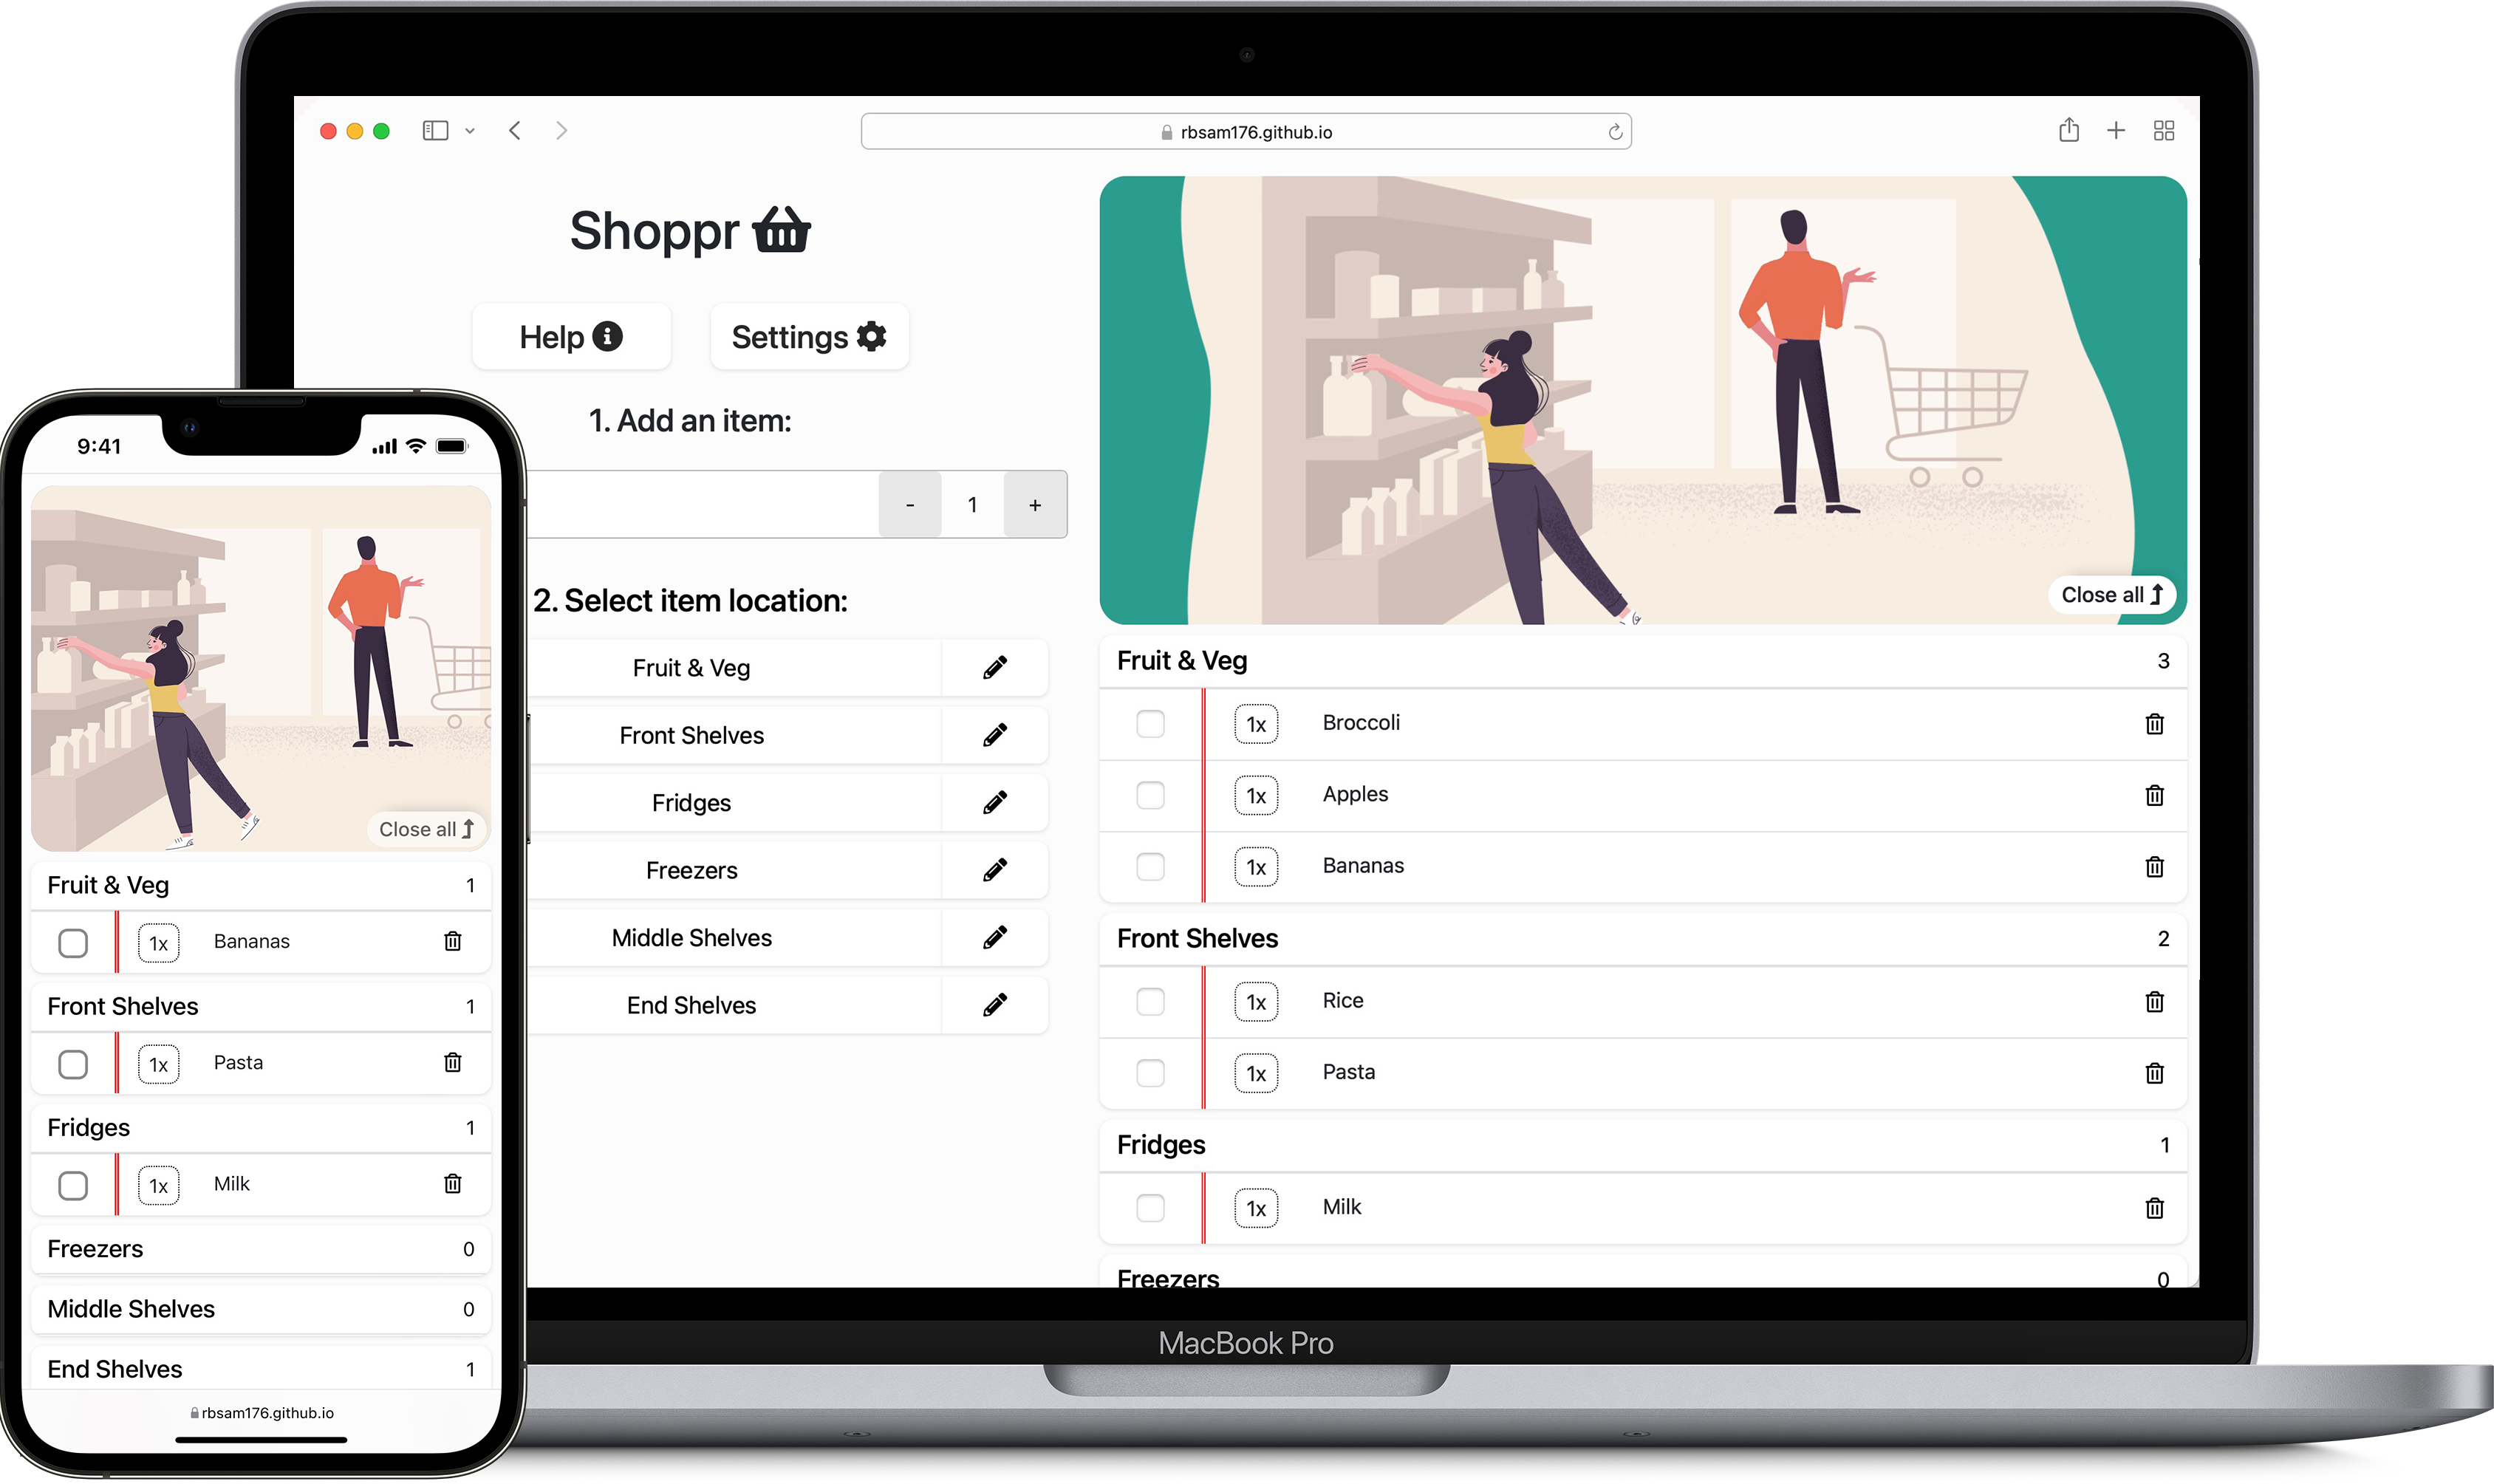 rbsam176.github.io
Shoppr
Help
Settings
1. Add an item:
- 1 +
2. Select item location:
Fruit & Veg
Front Shelves
Fridges
Freezers
Middle Shelves
End Shelves
Close all
Fruit & Veg 3
1x Broccoli
1x Apples
1x Bananas
Front Shelves 2
1x Rice
1x Pasta
Fridges 1
1x Milk
Freezers 0
MacBook Pro
9:41
Close all
Fruit & Veg 1
1x Bananas
Front Shelves 1
1x Pasta
Fridges 1
1x Milk
Freezers 0
Middle Shelves 0
End Shelves 1
rbsam176.github.io